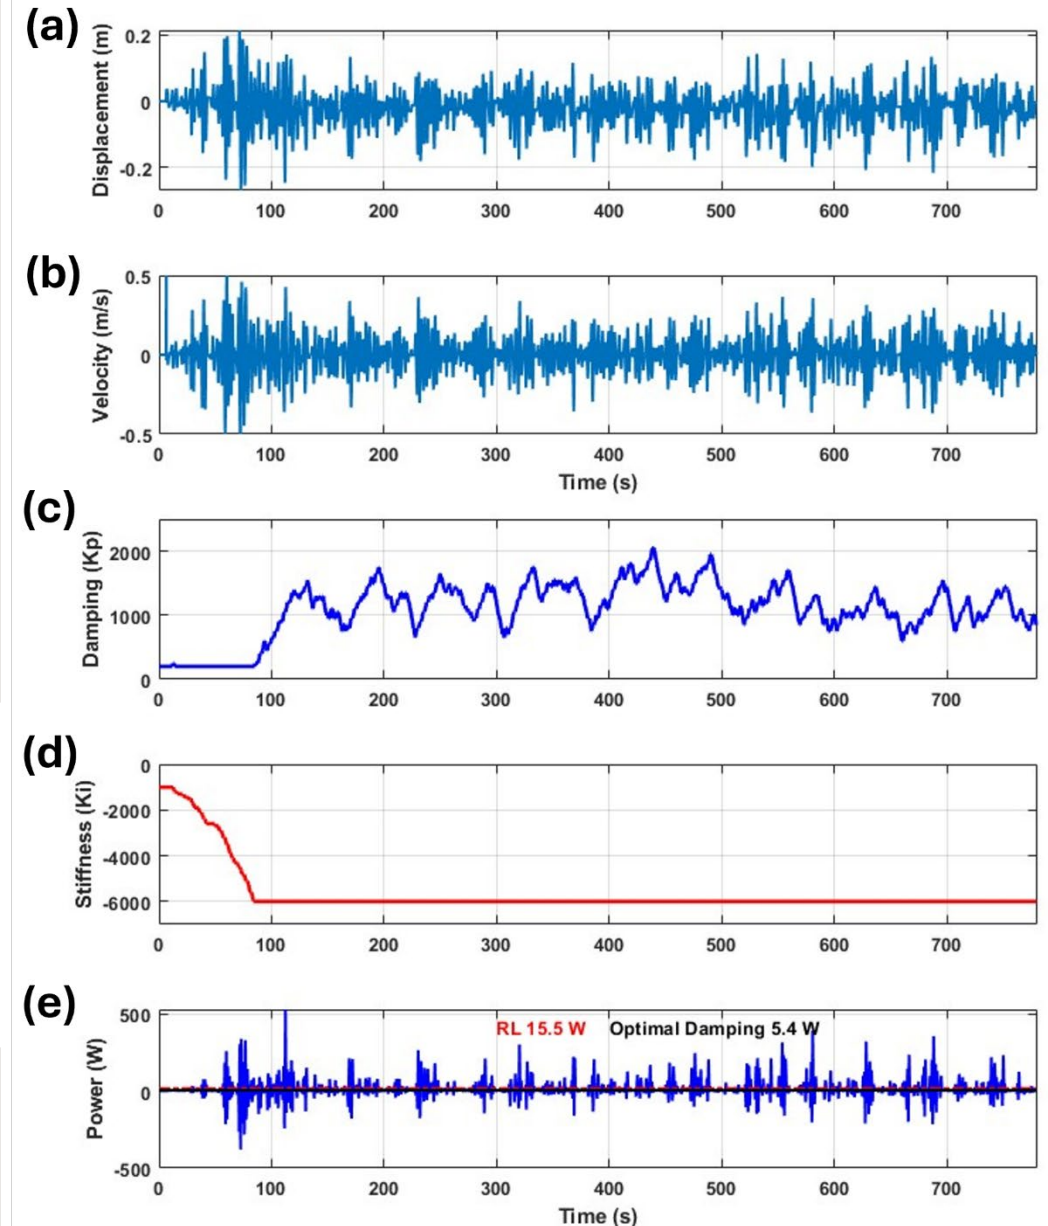 (a)
Displacement (m)
0.2
0
-0.2
0 100 200 300 400 500 600 700
(b)
Velocity (m/s)
0.5
0
-0.5
0 100 200 300 400 500 600 700
Time (s)
(c)
Damping (Kp)
2000
1000
0
0 100 200 300 400 500 600 700
(d)
Stiffness (Ki)
0
-2000
-4000
-6000
0 100 200 300 400 500 600 700
(e)
Power (W)
500
RL 15.5 W Optimal Damping 5.4 W
0
-500
0 100 200 300 400 500 600 700
Time (s)